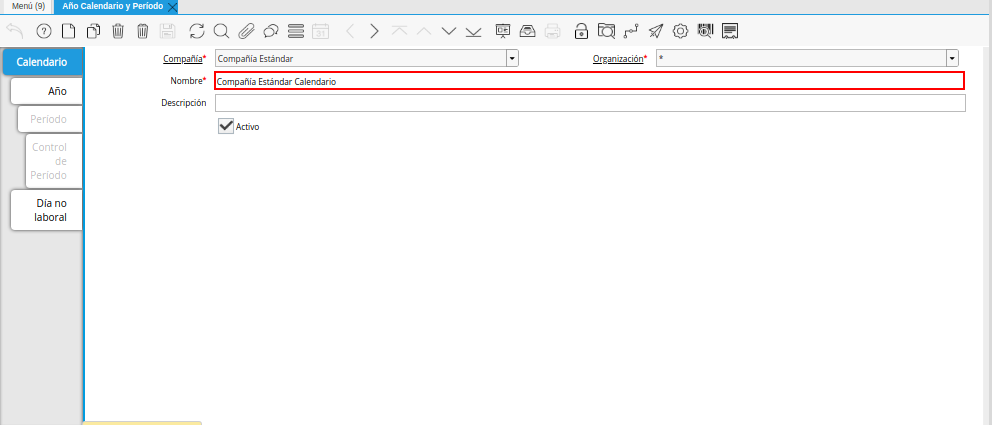 Menú (9)
Año Calendario y Período
Calendario
Compañía* Compañía Estándar Organización* *
Nombre* Compañía Estándar Calendario
Año
Descripción
Período
Activo
Control
de
Período
Día no
laboral